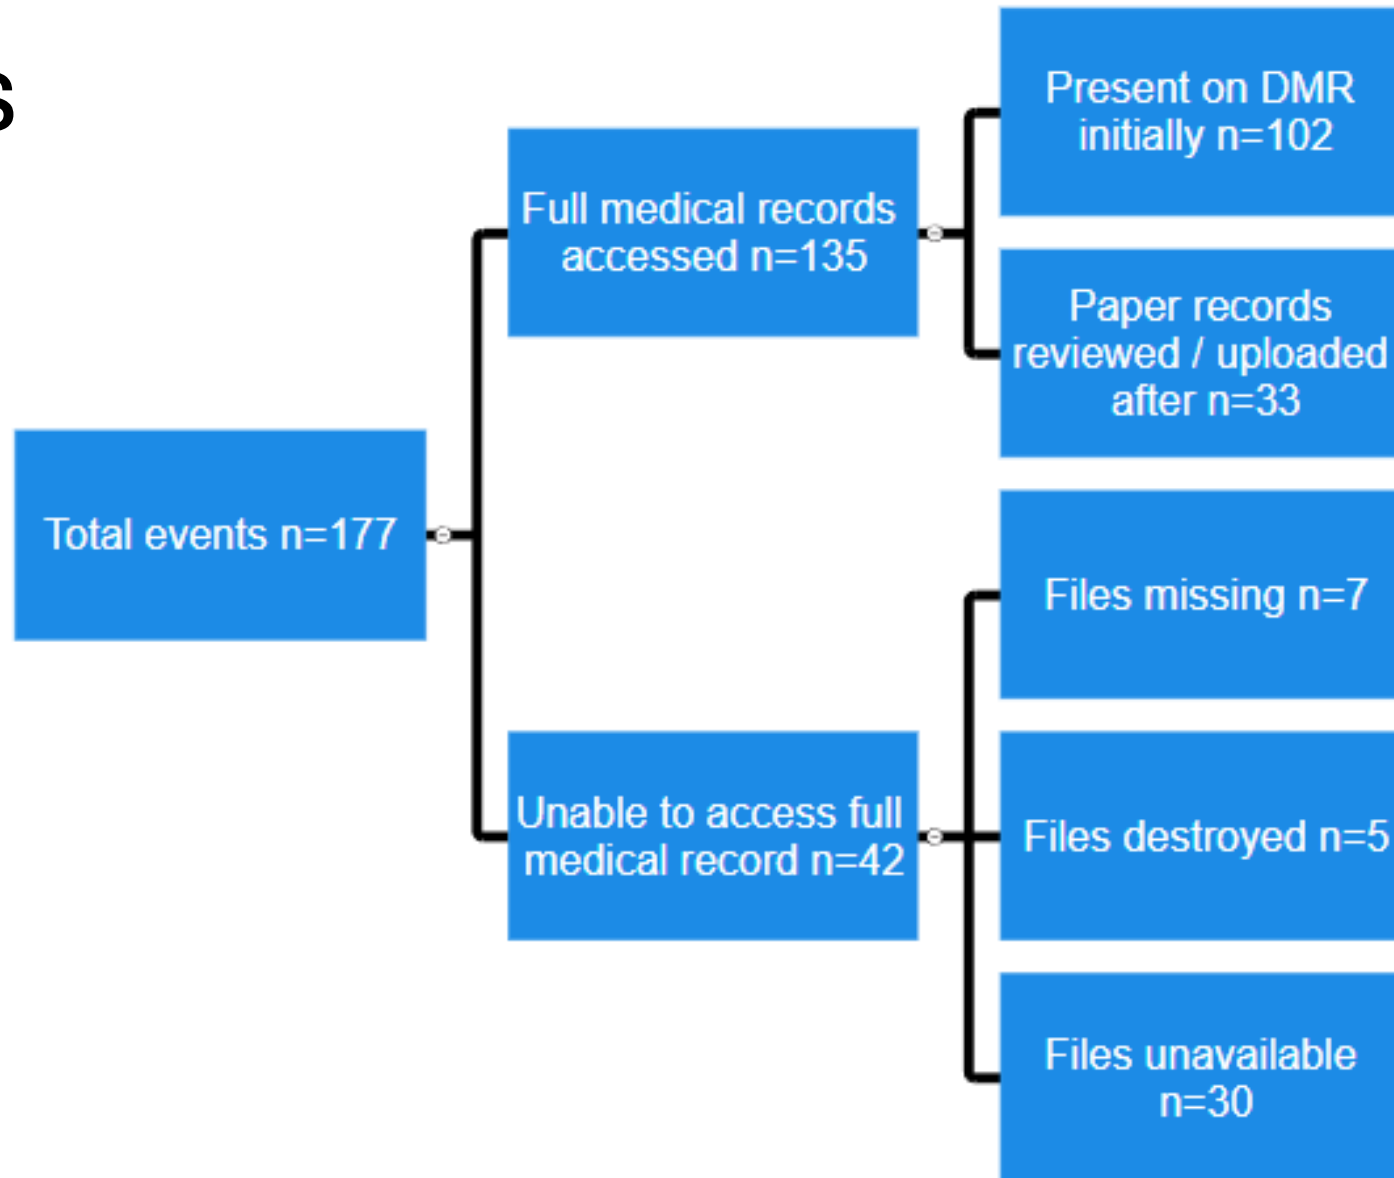 s
Total events n=177
Full medical records
accessed n=135
Present on DMR
initially n=102
Paper records
reviewed / uploaded
after n=33
Unable to access full
medical record n=42
Files missing n=7
Files destroyed n=5
Files unavailable
n=30